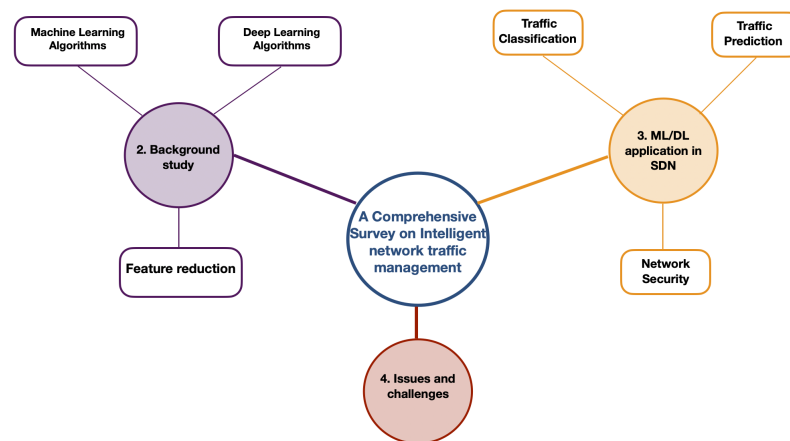 Machine Learning
Algorithms
Deep Learning
Algorithms
Traffic
Classification
Traffic
Prediction
2. Background
study
3. ML/DL
application in
SDN
A Comprehensive
Survey on Intelligent
network traffic
management
Feature reduction
Network
Security
4. Issues and
challenges